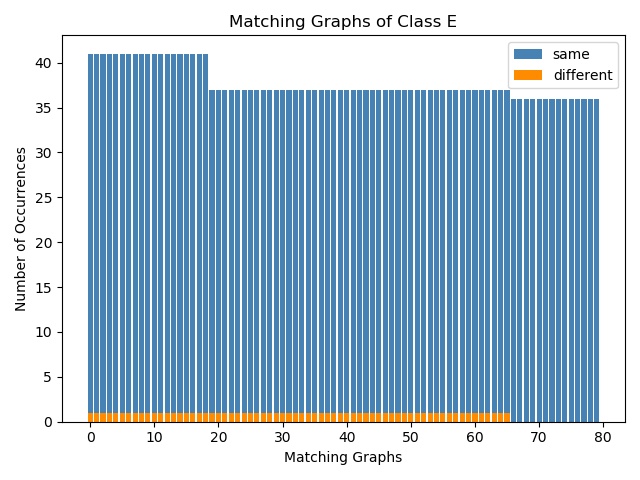 Matching Graphs of Class E
same
different
Number of Occurrences
40
35
30
25
20
15
10
5
0
0 10 20 30 40 50 60 70 80
Matching Graphs